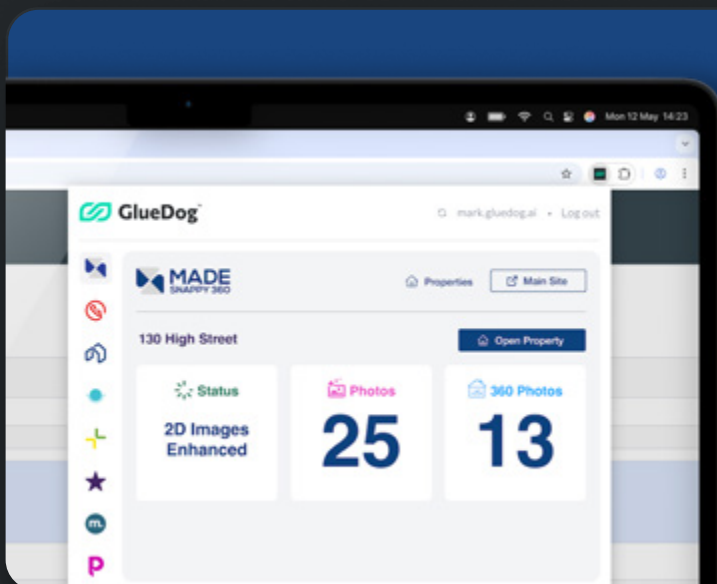 Mon 12 May 14:23
GlueDog™
mark.gluedog.ai • Log out
MADE
SNAPPY 360
Properties
Main Site
130 High Street
Open Property
Status
Photos
360 Photos
2D Images
Enhanced
25
13
m.
P